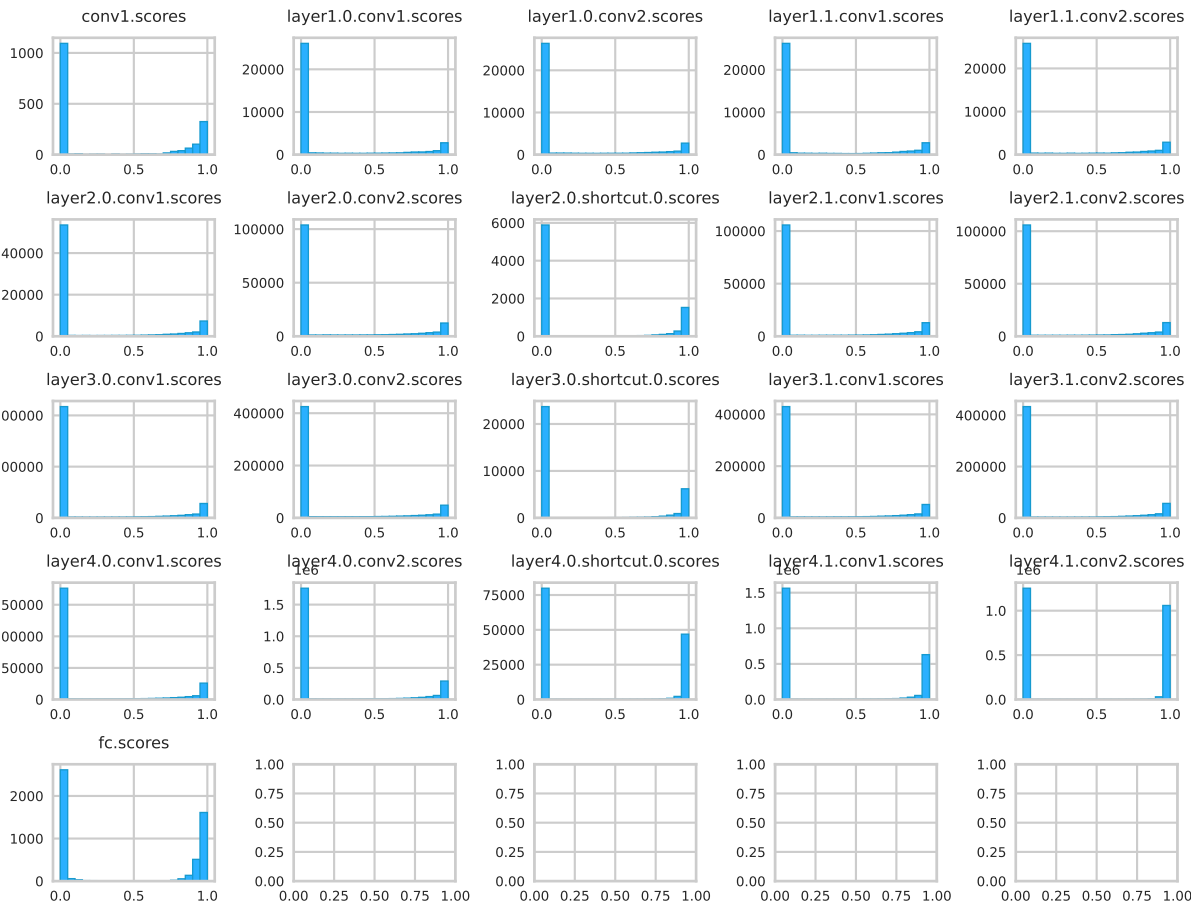 conv1.scores layer1.0.conv1.scores layer1.0.conv2.scores layer1.1.conv1.scores layer1.1.conv2.scores
1000
500
0
0.0 0.5 1.0
20000
10000
0
0.0 0.5 1.0
20000
10000
0
0.0 0.5 1.0
20000
10000
0
0.0 0.5 1.0
20000
10000
0
0.0 0.5 1.0
layer2.0.conv1.scores layer2.0.conv2.scores layer2.0.shortcut.0.scores layer2.1.conv1.scores layer2.1.conv2.scores
40000
20000
0
0.0 0.5 1.0
100000
50000
0
0.0 0.5 1.0
6000
4000
2000
0
0.0 0.5 1.0
100000
50000
0
0.0 0.5 1.0
100000
50000
0
0.0 0.5 1.0
layer3.0.conv1.scores layer3.0.conv2.scores layer3.0.shortcut.0.scores layer3.1.conv1.scores layer3.1.conv2.scores
00000
00000
0
0.0 0.5 1.0
400000
200000
0
0.0 0.5 1.0
20000
10000
0
0.0 0.5 1.0
400000
200000
0
0.0 0.5 1.0
400000
200000
0
0.0 0.5 1.0
layer4.0.conv1.scores layer4.0.conv2.scores layer4.0.shortcut.0.scores layer4.1.conv1.scores layer4.1.conv2.scores
50000
00000
50000
0
0.0 0.5 1.0
1e6
1.5
1.0
0.5
0.0
0.0 0.5 1.0
75000
50000
25000
0
0.0 0.5 1.0
1e6
1.5
1.0
0.5
0.0
0.0 0.5 1.0
1e6
1.0
0.5
0.0
0.0 0.5 1.0
fc.scores
2000
1000
0
0.0 0.5 1.0
1.00
0.75
0.50
0.25
0.00
0.00 0.25 0.50 0.75 1.00
1.00
0.75
0.50
0.25
0.00
0.00 0.25 0.50 0.75 1.00
1.00
0.75
0.50
0.25
0.00
0.00 0.25 0.50 0.75 1.00
1.00
0.75
0.50
0.25
0.00
0.00 0.25 0.50 0.75 1.00